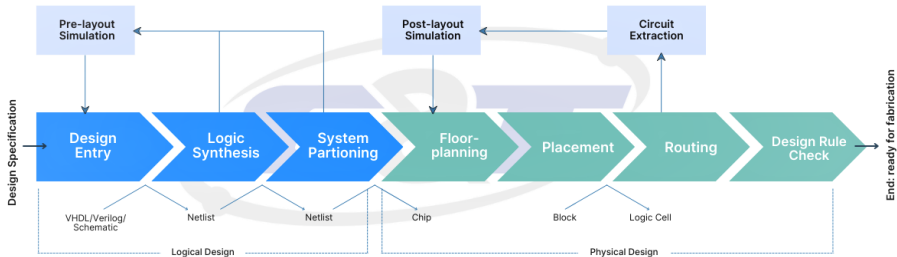 Pre-layout
Simulation
Post-layout
Simulation
Circuit
Extraction
Design Specification
Design
Entry
Logic
Synthesis
System
Partioning
Floor-
planning
Placement
Routing
Design Rule
Check
End: ready for fabrication
VHDL/Verilog/
Schematic
Netlist
Netlist
Chip
Block
Logic Cell
Logical Design
Physical Design